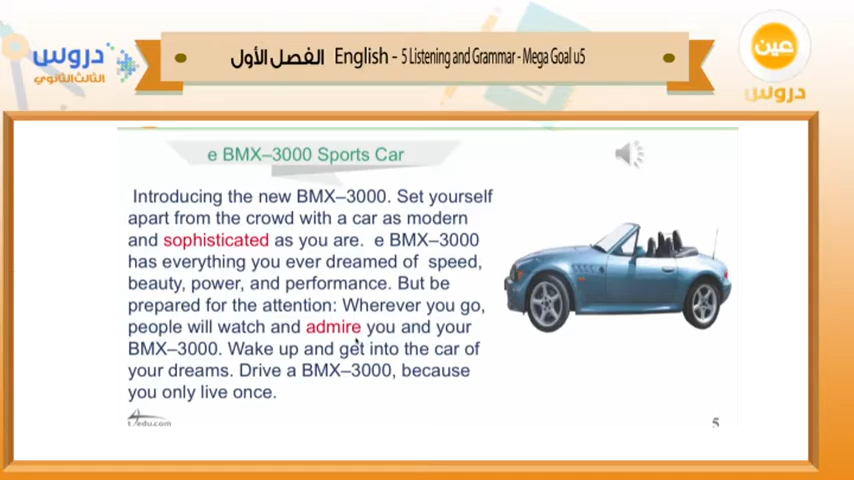 دروس
الثالث الثانوي
الفصل الأول English - 5 Listening and Grammar - Mega Goal u5
عين
دروس
e BMX–3000 Sports Car
Introducing the new BMX–3000. Set yourself
apart from the crowd with a car as modern
and sophisticated as you are. e BMX–3000
has everything you ever dreamed of speed,
beauty, power, and performance. But be
prepared for the attention: Wherever you go,
people will watch and admire you and your
BMX–3000. Wake up and get into the car of
your dreams. Drive a BMX–3000, because
you only live once.
5